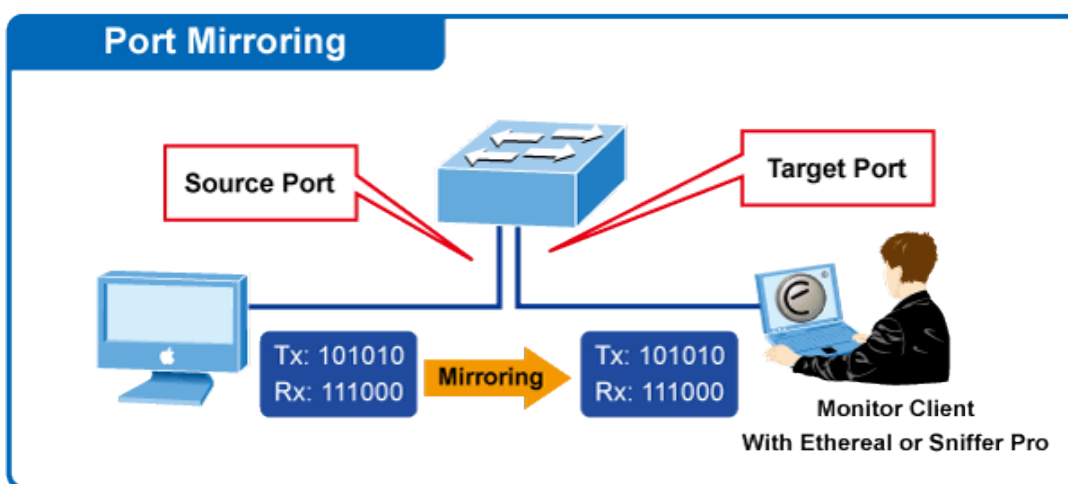 Port Mirroring
Source Port
Target Port
Tx: 101010
Rx: 111000
Mirroring
Tx: 101010
Rx: 111000
Monitor Client
With Ethereal or Sniffer Pro